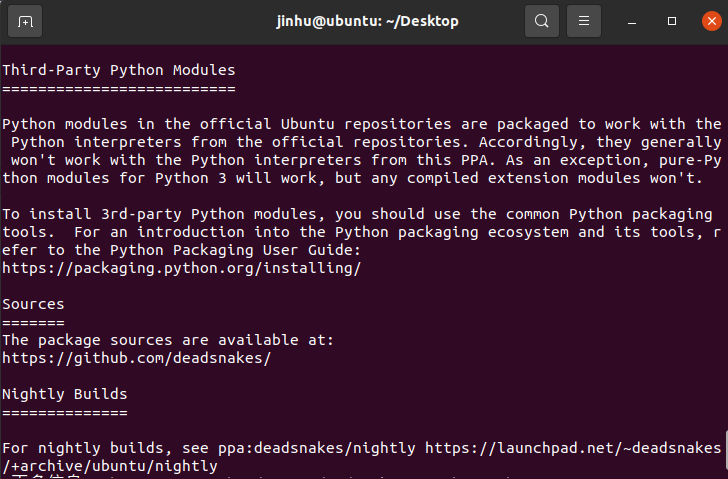 jinhu@ubuntu: ~/Desktop
Third-Party Python Modules
==========================
Python modules in the official Ubuntu repositories are packaged to work with the
 Python interpreters from the official repositories. Accordingly, they generally
 won't work with the Python interpreters from this PPA. As an exception, pure-Py
thon modules for Python 3 will work, but any compiled extension modules won't.
To install 3rd-party Python modules, you should use the common Python packaging
tools.  For an introduction into the Python packaging ecosystem and its tools, r
efer to the Python Packaging User Guide:
https://packaging.python.org/installing/
Sources
=======
The package sources are available at:
https://github.com/deadsnakes/
Nightly Builds
==============
For nightly builds, see ppa:deadsnakes/nightly https://launchpad.net/~deadsnakes
/+archive/ubuntu/nightly